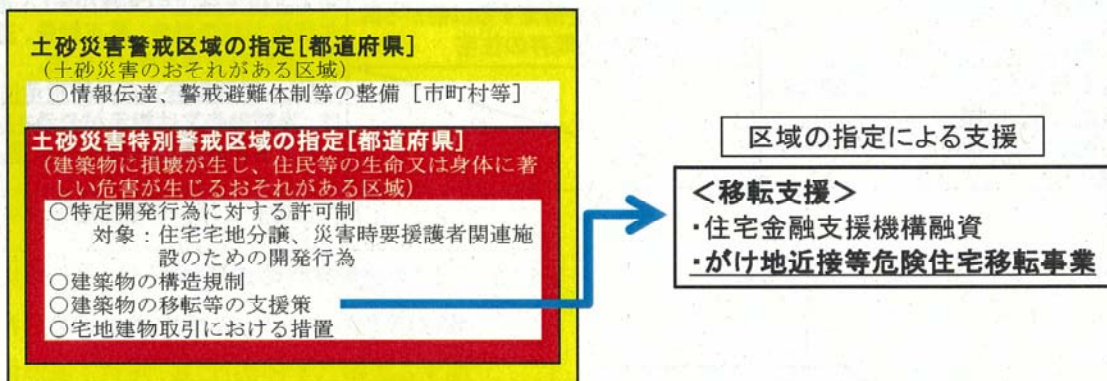 土砂災害警戒区域の指定[都道府県]
(土砂災害のおそれがある区域)
○情報伝達、警戒避難体制等の整備[市町村等]
土砂災害特別警戒区域の指定[都道府県]
(建築物に損壊が生じ、住民等の生命又は身体に著
しい危害が生じるおそれがある区域)
○特定開発行為に対する許可制
対象:住宅宅地分譲、災害時要援護者関連施
設のための開発行為
○建築物の構造規制
○建築物の移転等の支援策
○宅地建物取引における措置
区域の指定による支援
<移転支援>
・住宅金融支援機構融資
・がけ地近接等危険住宅移転事業